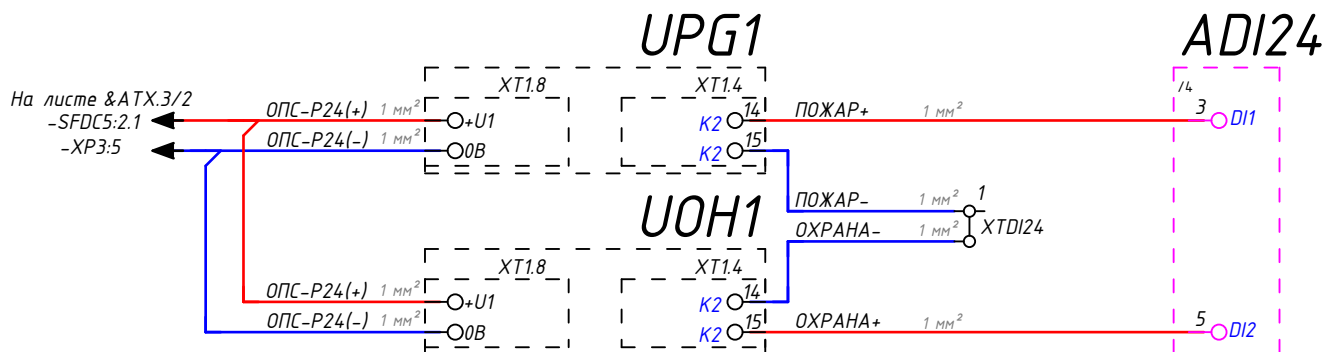 UPG1
ADI24
На листе &ATX.3/2
-SFDC5:2.1
-XP3:5
ОПС-Р24(+) 1 мм²
ОПС-Р24(-) 1 мм²
XT1.8
+U1
0В
XT1.4
K2 14
K2 15
ПОЖАР+ 1 мм²
/4
3 DI1
ПОЖАР- 1 мм²
ОХРАНА- 1 мм²
1
XTDI24
UOH1
ОПС-Р24(+) 1 мм²
ОПС-Р24(-) 1 мм²
XT1.8
+U1
0В
XT1.4
K2 14
K2 15
ОХРАНА+ 1 мм²
5 DI2